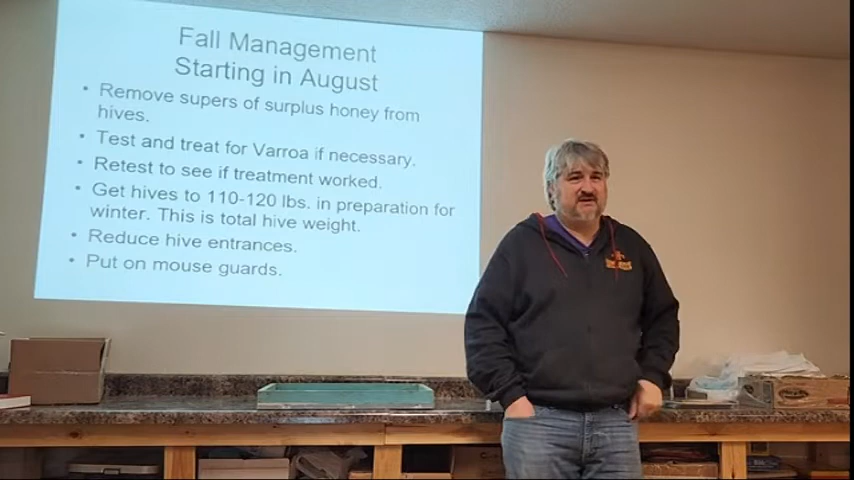 Fall Management
Starting in August
• Remove supers of surplus honey from
hives.
• Test and treat for Varroa if necessary.
• Retest to see if treatment worked.
• Get hives to 110-120 lbs. in preparation for
winter. This is total hive weight.
• Reduce hive entrances.
• Put on mouse guards.